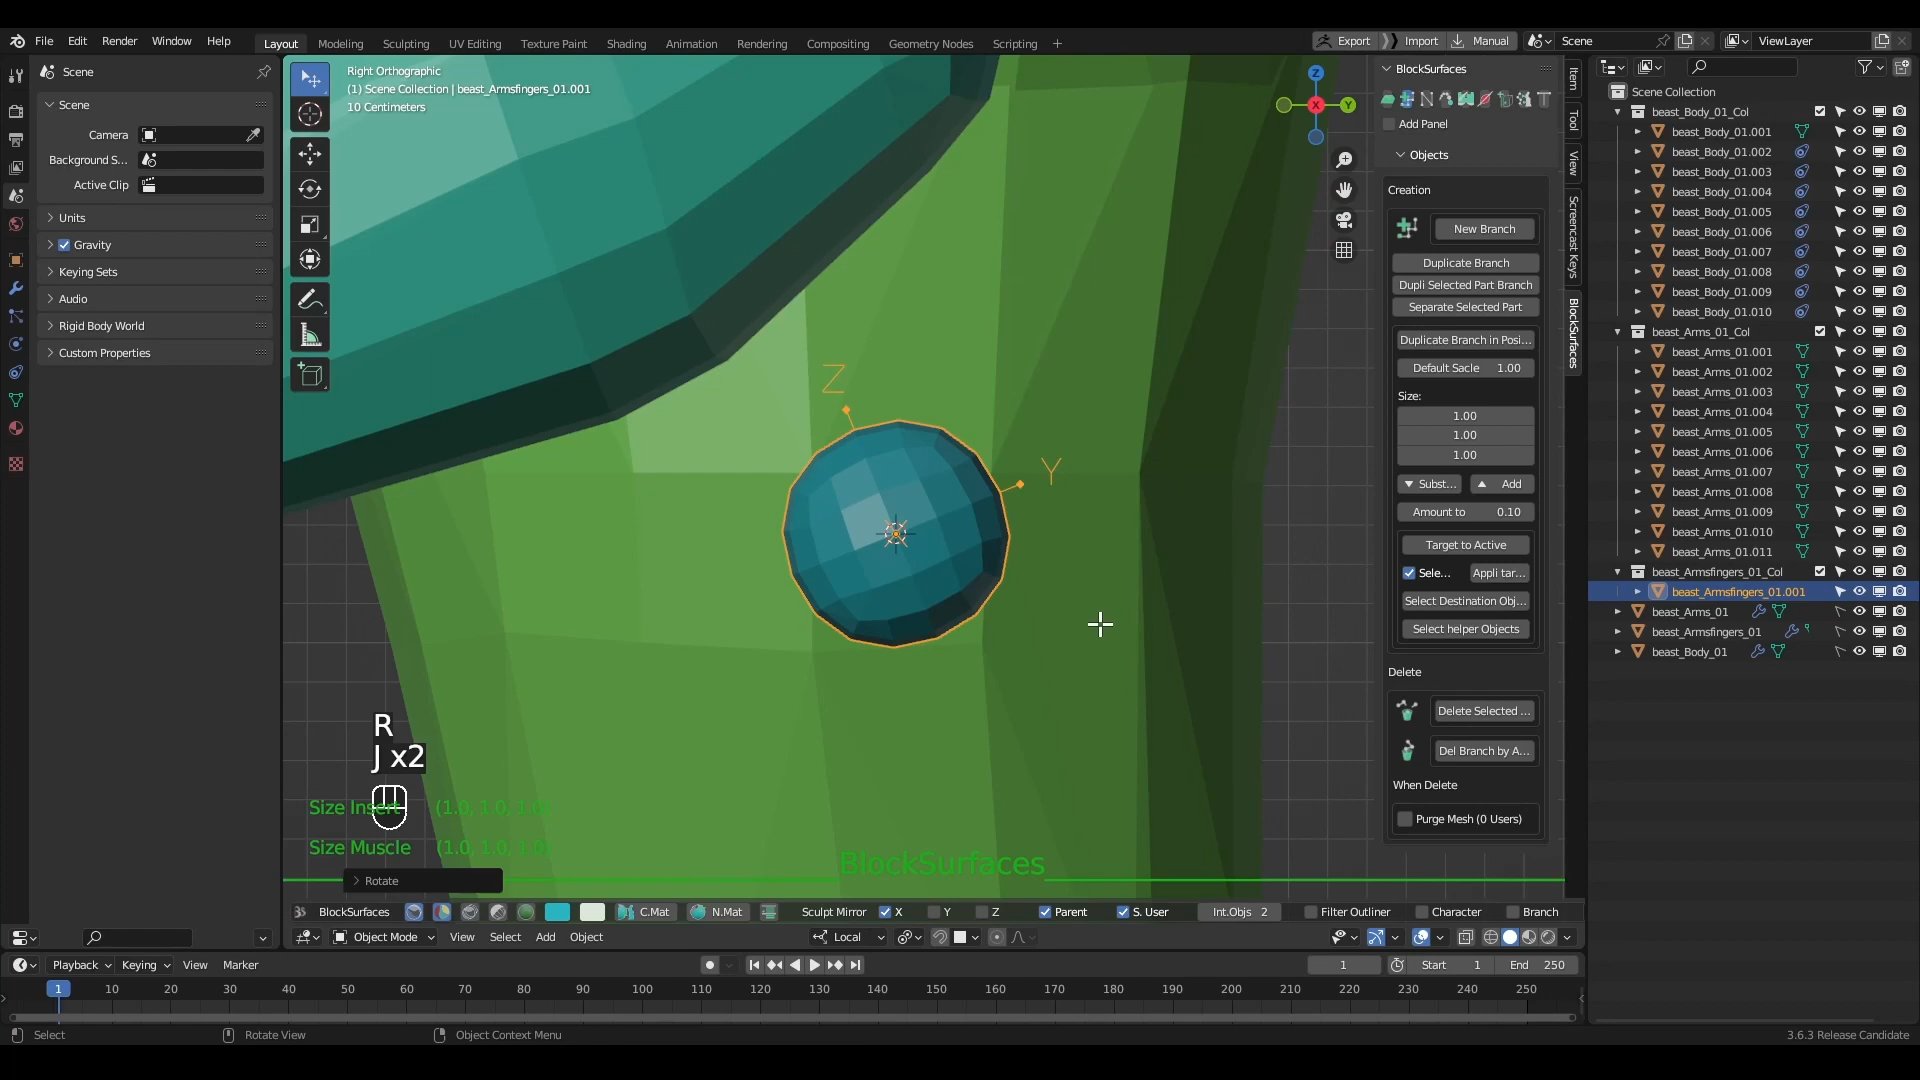 File Edit Render Window Help Layout Modeling Sculpting UV Editing Texture Paint Shading Animation Rendering Compositing Geometry Nodes Scripting + Export Import Manual Scene ViewLayer
Scene
Scene
Camera
Background S...
Active Clip
Units
Gravity
Keying Sets
Audio
Rigid Body World
Custom Properties
Right Orthographic
(1) Scene Collection | beast_Armsfingers_01.001
10 Centimeters
Z
Y
X
Y
Z
Y
R
J x2
Size Insert (1.0, 1.0, 1.0)
Size Muscle (1.0, 1.0, 1.0)
Rotate
BlockSurfaces
BlockSurfaces
Add Panel
Objects
Creation
New Branch
Duplicate Branch
Dupli Selected Part Branch
Separate Selected Part
Duplicate Branch in Posi...
Default Sacle 1.00
Size:
1.00
1.00
1.00
Subst... Add
Amount to 0.10
Target to Active
Sele... Appli tar...
Select Destination Obj...
Select helper Objects
Delete
Delete Selected ...
Del Branch by A...
When Delete
Purge Mesh (0 Users)
Item
Tool
View
Screencast Keys
BlockSurfaces
Scene Collection
beast_Body_01_Col
beast_Body_01.001
beast_Body_01.002
beast_Body_01.003
beast_Body_01.004
beast_Body_01.005
beast_Body_01.006
beast_Body_01.007
beast_Body_01.008
beast_Body_01.009
beast_Body_01.010
beast_Arms_01_Col
beast_Arms_01.001
beast_Arms_01.002
beast_Arms_01.003
beast_Arms_01.004
beast_Arms_01.005
beast_Arms_01.006
beast_Arms_01.007
beast_Arms_01.008
beast_Arms_01.009
beast_Arms_01.010
beast_Arms_01.011
beast_Armsfingers_01_Col
beast_Armsfingers_01.001
beast_Arms_01
beast_Armsfingers_01
beast_Body_01
BlockSurfaces C.Mat N.Mat Sculpt Mirror X Y Z Parent S. User Int.Objs 2 Filter Outliner Character Branch
Object Mode View Select Add Object Local
Playback Keying View Marker 1 Start 1 End 250
1 10 20 30 40 50 60 70 80 90 100 110 120 130 140 150 160 170 180 190 200 210 220 230 240 250
Select Rotate View Object Context Menu 3.6.3 Release Candidate